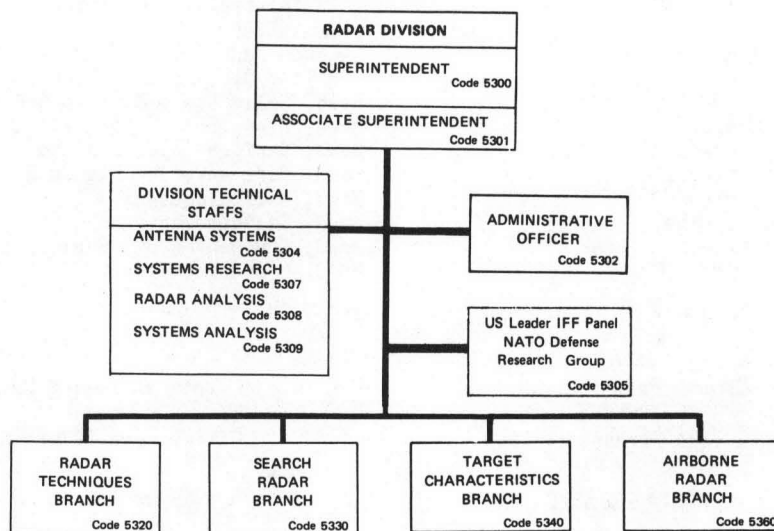 RADAR DIVISION
SUPERINTENDENT
Code 5300
ASSOCIATE SUPERINTENDENT
Code 5301
DIVISION TECHNICAL
STAFFS
ANTENNA SYSTEMS
Code 5304
SYSTEMS RESEARCH
Code 5307
RADAR ANALYSIS
Code 5308
SYSTEMS ANALYSIS
Code 5309
ADMINISTRATIVE
OFFICER
Code 5302
US Leader IFF Panel
NATO Defense
Research Group
Code 5305
RADAR
TECHNIQUES
BRANCH
Code 5320
SEARCH
RADAR
BRANCH
Code 5330
TARGET
CHARACTERISTICS
BRANCH
Code 5340
AIRBORNE
RADAR
BRANCH
Code 5360